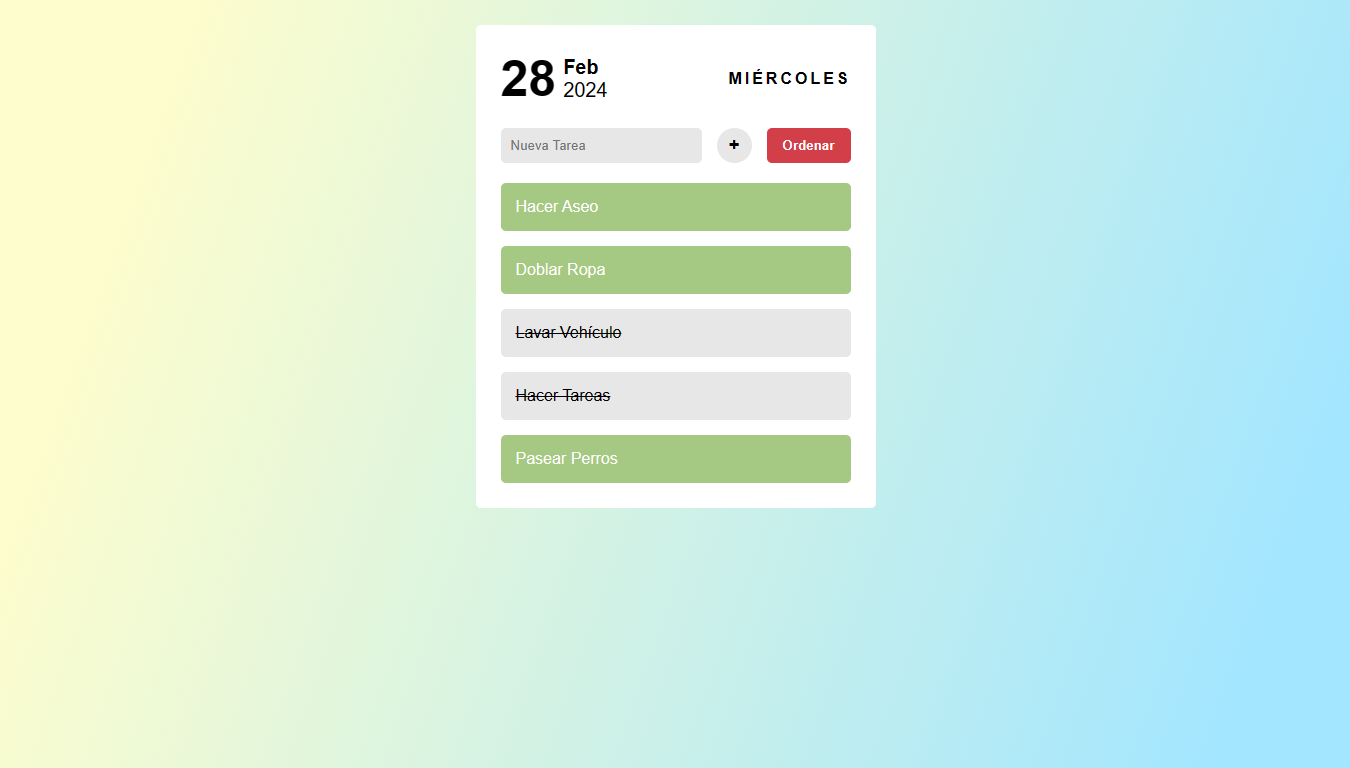 28 Feb
2024
MIÉRCOLES
Nueva Tarea + Ordenar
Hacer Aseo
Doblar Ropa
Lavar Vehículo
Hacer Tareas
Pasear Perros